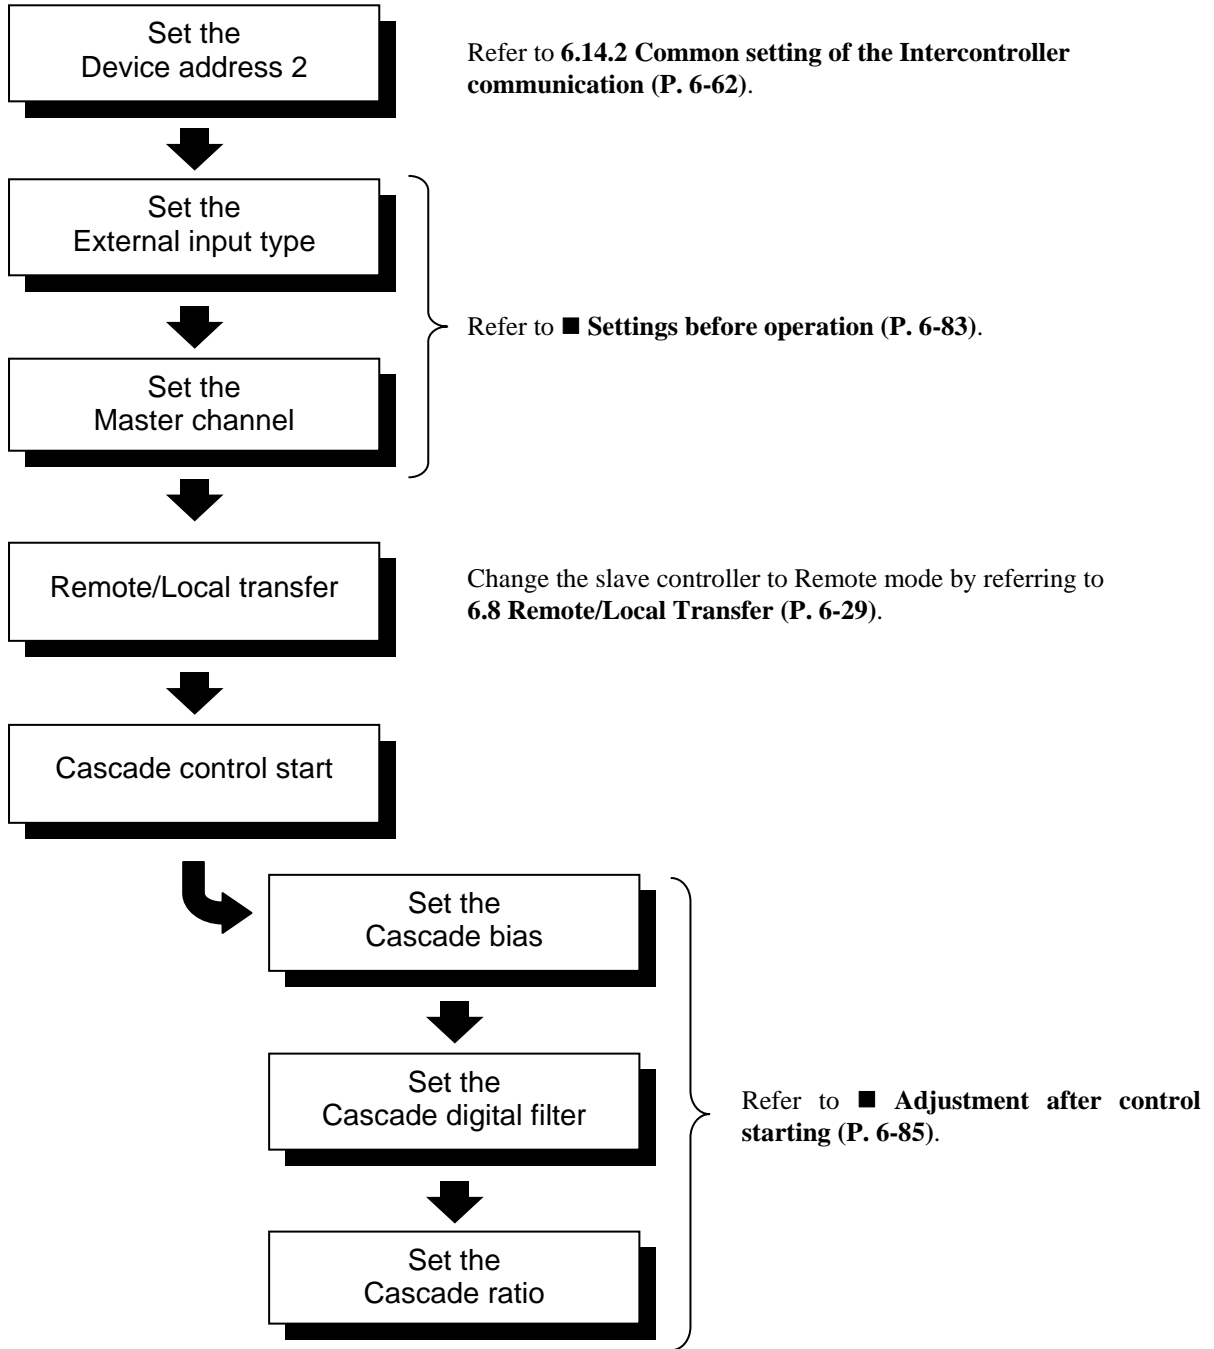 Set the
Device address 2
Refer to 6.14.2 Common setting of the Intercontroller
communication (P. 6-62).
Set the
External input type
Refer to ■ Settings before operation (P. 6-83).
Set the
Master channel
Remote/Local transfer
Change the slave controller to Remote mode by referring to
6.8 Remote/Local Transfer (P. 6-29).
Cascade control start
Set the
Cascade bias
Set the
Cascade digital filter
Refer to ■ Adjustment after control
starting (P. 6-85).
Set the
Cascade ratio